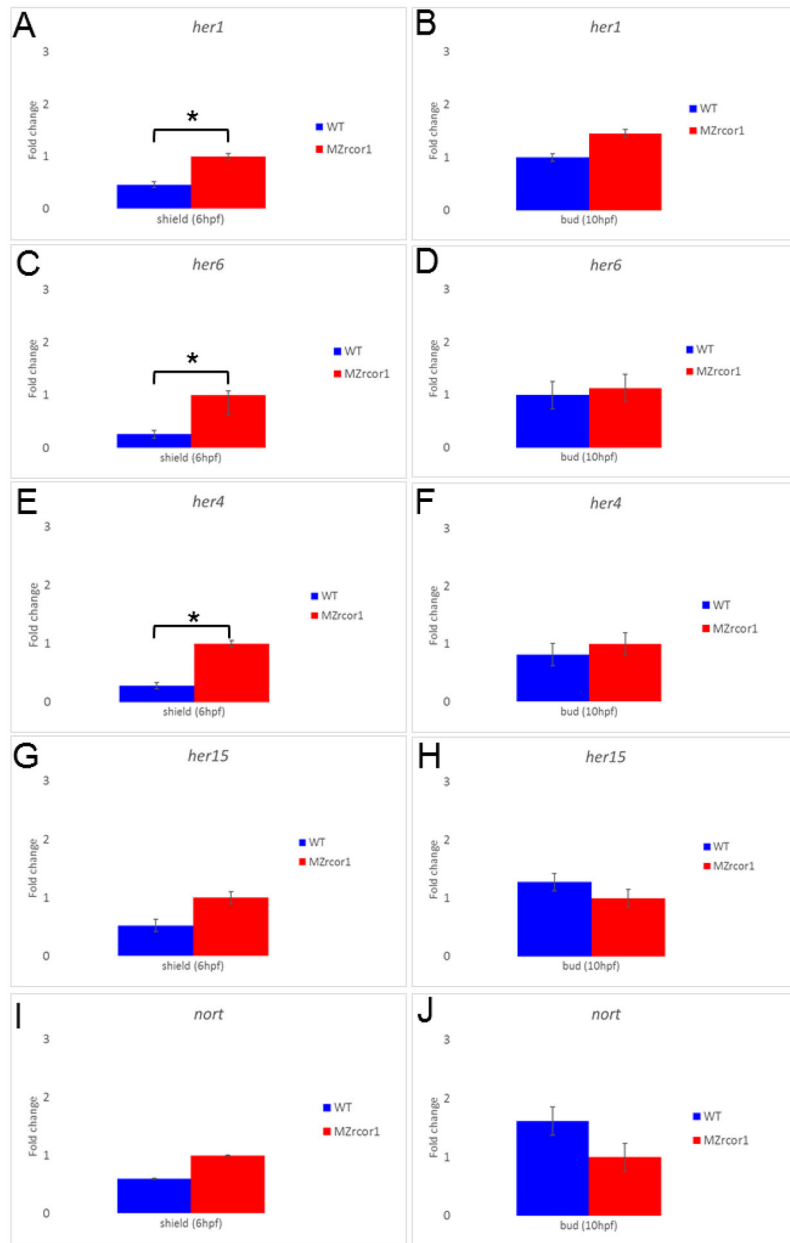 A
her1
3
2
1
0
Fold change
*
WT
MZrcor1
shield (6hpf)
B
her1
3
2
1
0
Fold change
WT
MZrcor1
bud (10hpf)
C
her6
3
2
1
0
Fold change
*
WT
MZrcor1
shield (6hpf)
D
her6
3
2
1
0
Fold change
WT
MZrcor1
bud (10hpf)
E
her4
3
2
1
0
Fold change
*
WT
MZrcor1
shield (6hpf)
F
her4
3
2
1
0
Fold change
WT
MZrcor1
bud (10hpf)
G
her15
3
2
1
0
Fold change
WT
MZrcor1
shield (6hpf)
H
her15
3
2
1
0
Fold change
WT
MZrcor1
bud (10hpf)
I
nort
3
2
1
0
Fold change
WT
MZrcor1
shield (6hpf)
J
nort
3
2
1
0
Fold change
WT
MZrcor1
bud (10hpf)